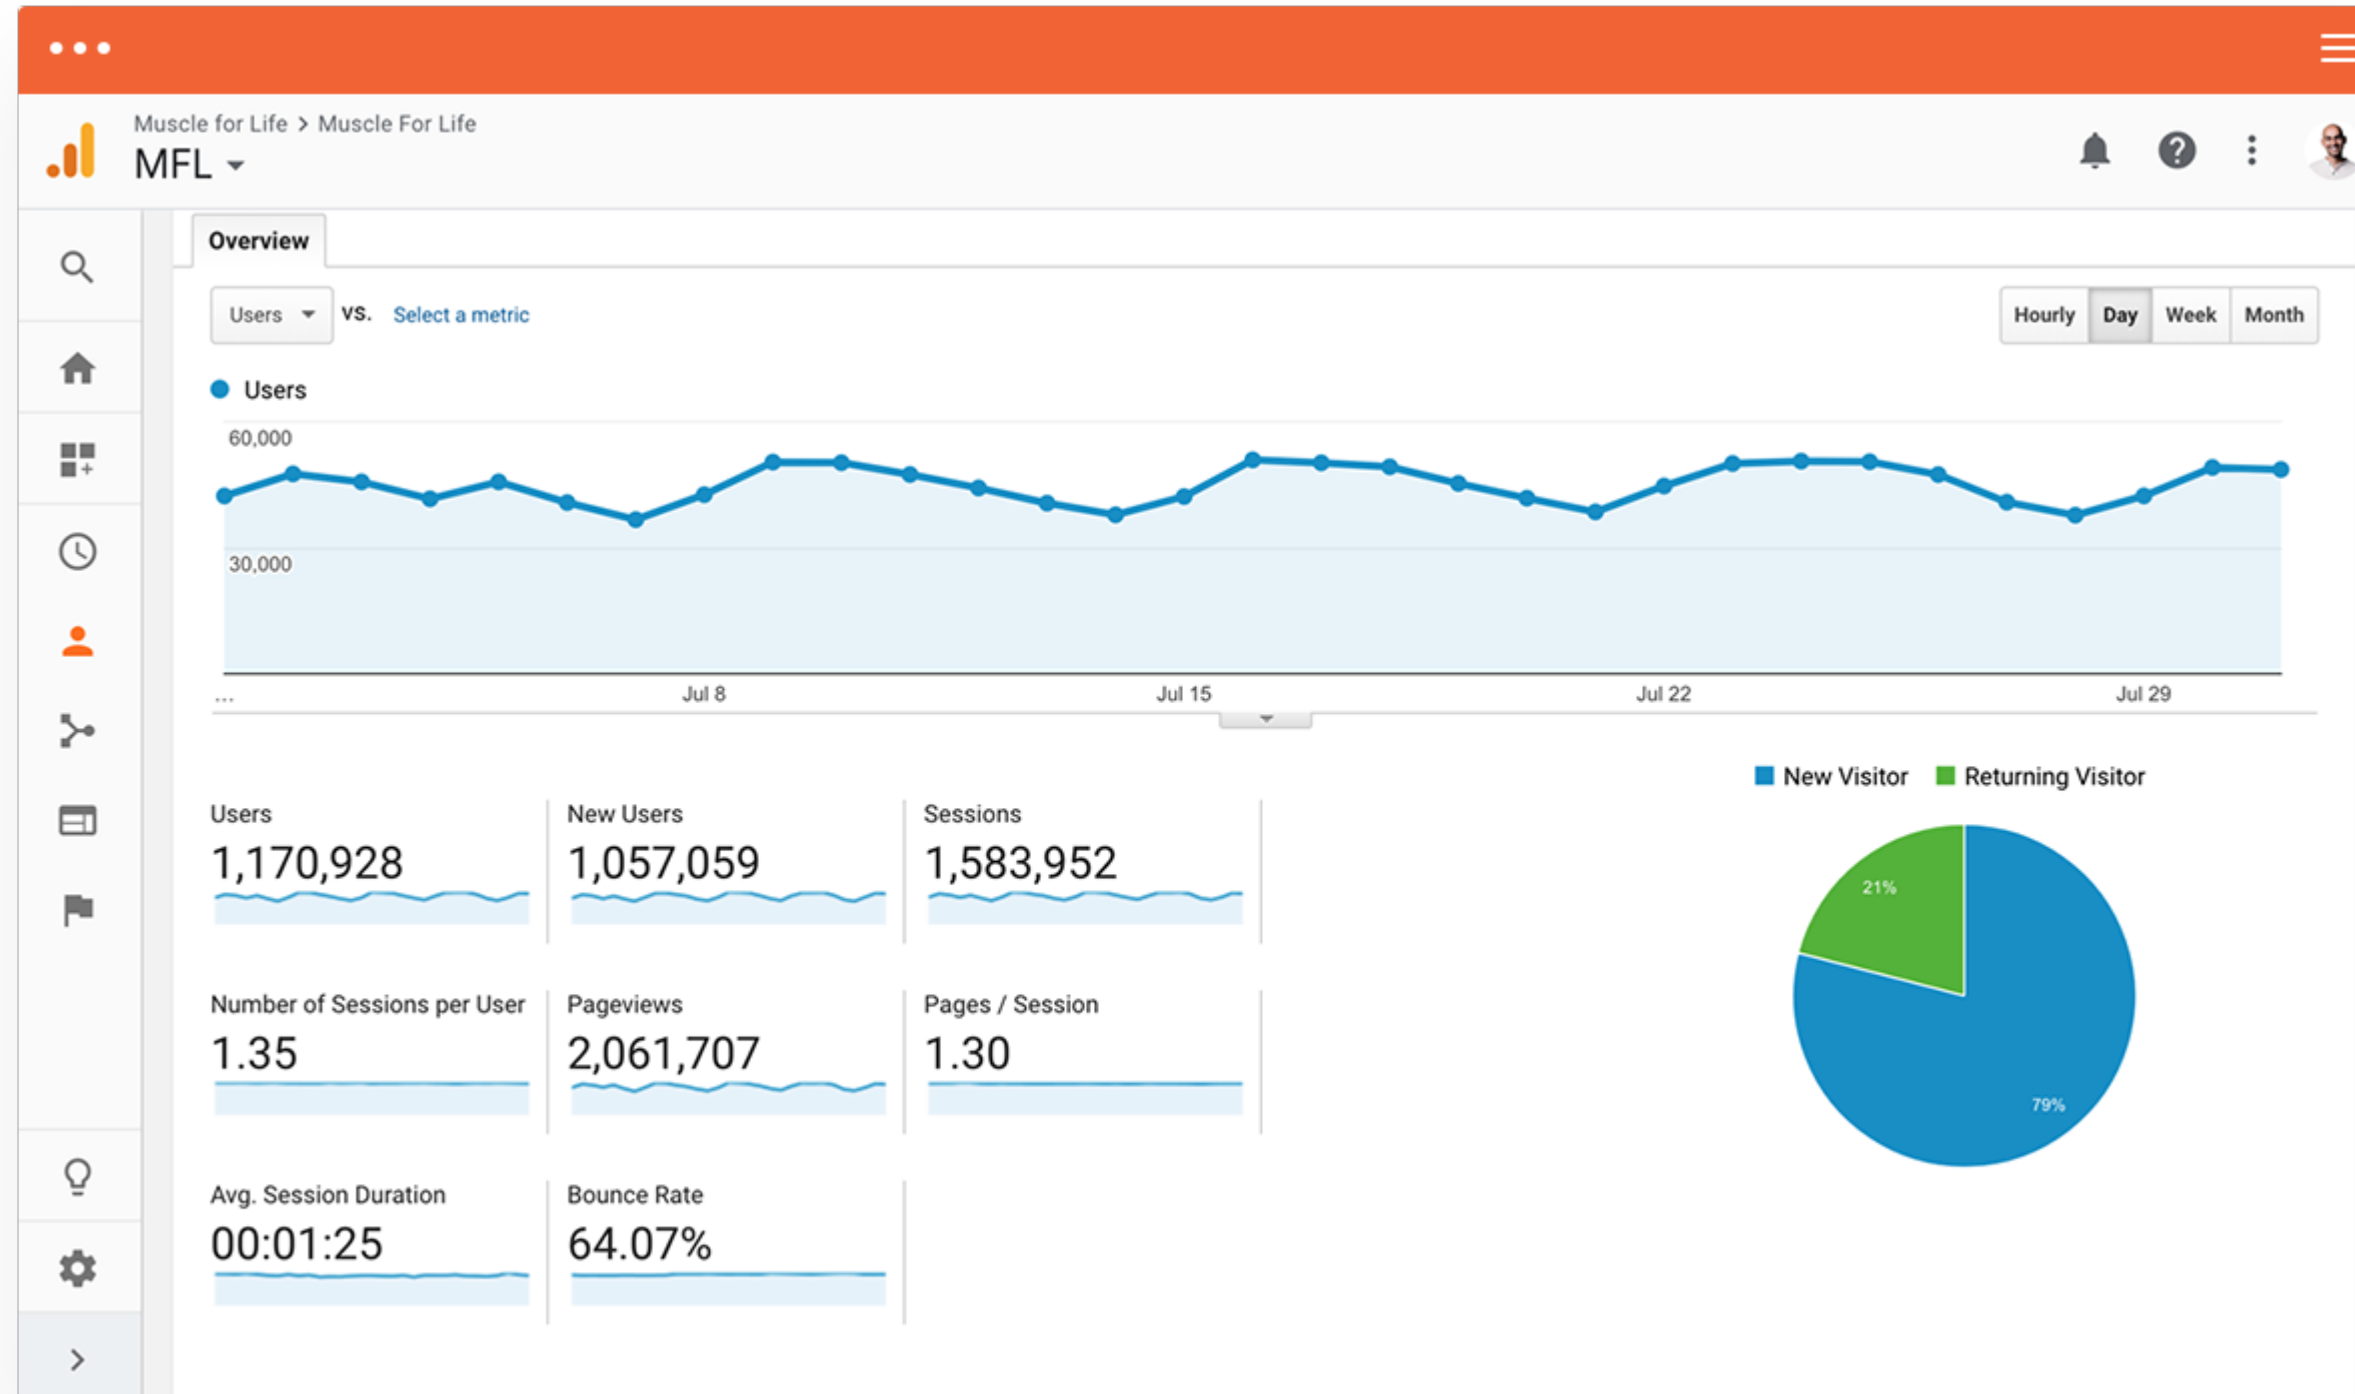 Muscle for Life > Muscle For Life
MFL
Overview
Users VS. Select a metric
Hourly Day Week Month
Users
60,000
30,000
... Jul 8 Jul 15 Jul 22 Jul 29
New Visitor Returning Visitor
Users New Users Sessions
1,170,928 1,057,059 1,583,952
21%
Number of Sessions per User Pageviews Pages / Session
1.35 2,061,707 1.30
79%
Avg. Session Duration Bounce Rate
00:01:25 64.07%